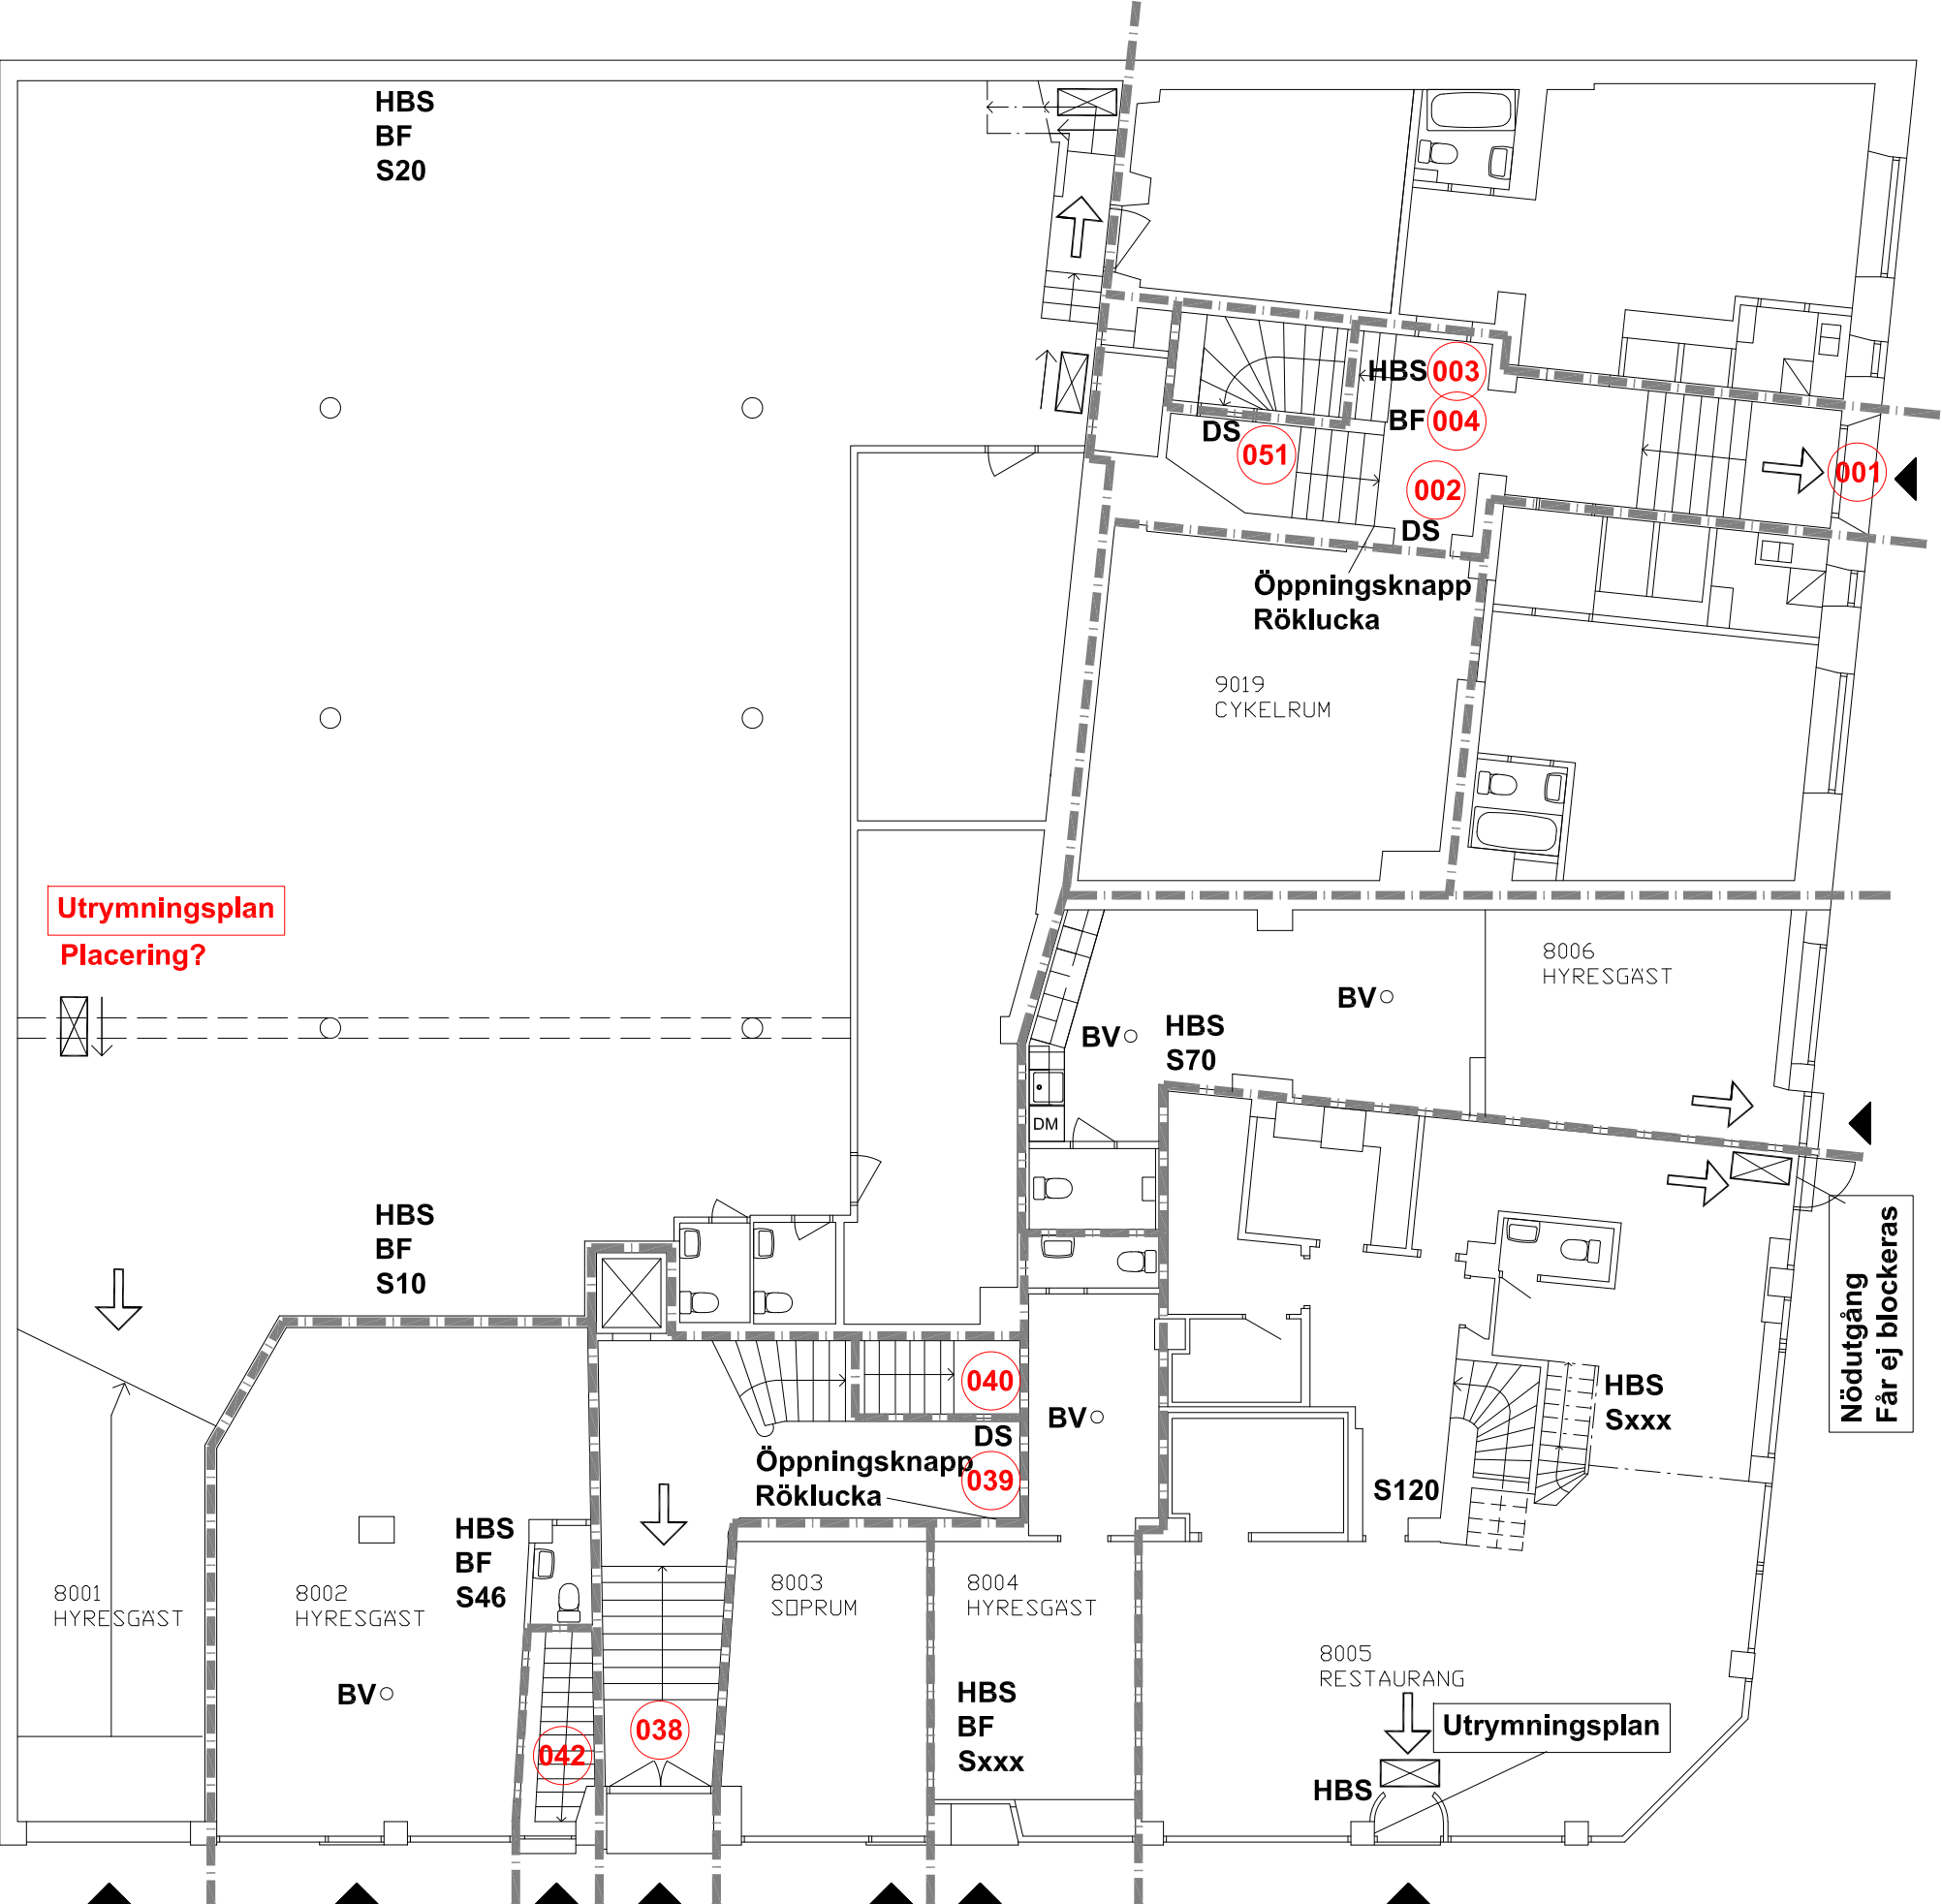 HBS
BF
S20
HBS 003
BF 004
DS
051
002
001
DS
Öppningsknapp
Röklucka
9019
CYKELRUM
Utrymningsplan
Placering?
8006
HYRESGÄST
BV
BV
HBS
S70
DM
HBS
BF
S10
Nödutgång
Får ej blockeras
040
BV
HBS
Sxxx
DS
Öppningsknapp
Röklucka
039
S120
HBS
BF
S46
8001
HYRESGÄST
8002
HYRESGÄST
8003
SOPRUM
8004
HYRESGÄST
8005
RESTAURANG
BV
038
042
HBS
BF
Sxxx
Utrymningsplan
HBS